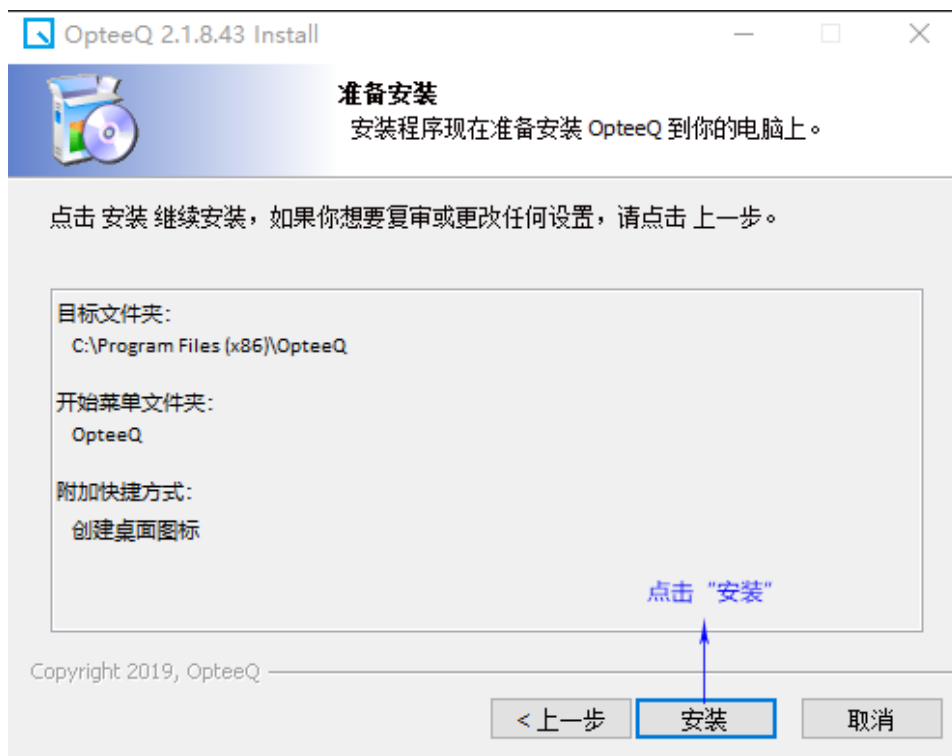 OpteeQ 2.1.8.43 Install
准备安装
安装程序现在准备安装 OpteeQ 到你的电脑上。
点击 安装 继续安装，如果你想要复审或更改任何设置，请点击 上一步。
目标文件夹：
C:\Program Files (x86)\OpteeQ
开始菜单文件夹：
OpteeQ
附加快捷方式：
创建桌面图标
点击 “安装”
Copyright 2019, OpteeQ
< 上一步 安装 取消